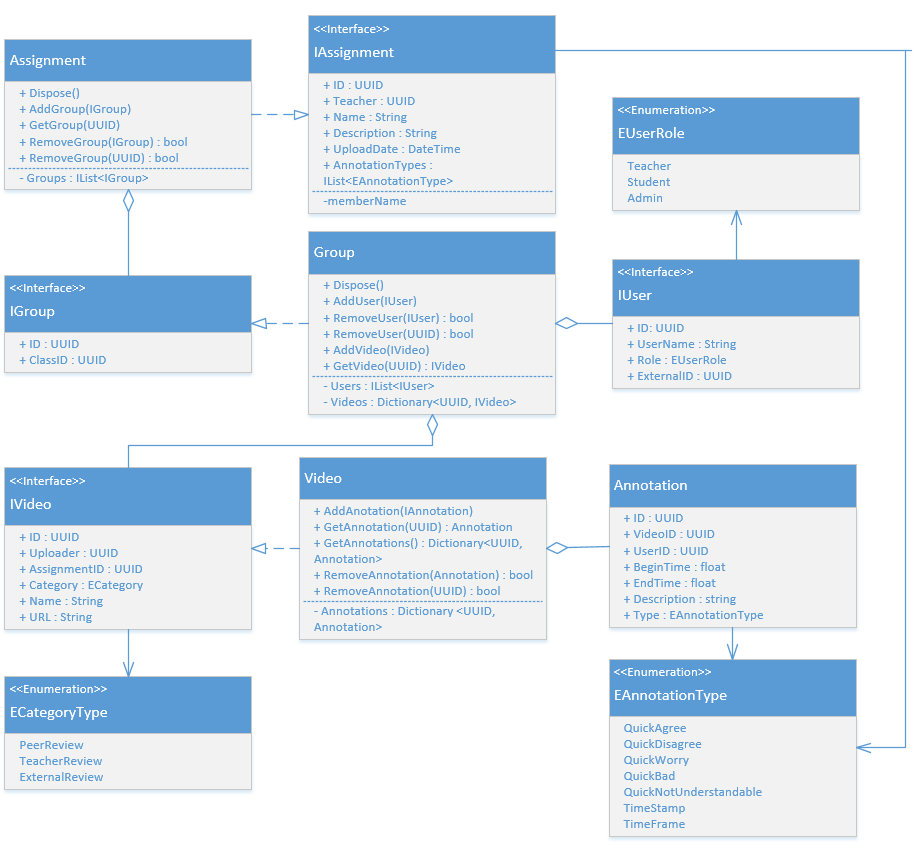 Assignment
+ Dispose()
+ AddGroup(IGroup)
+ GetGroup(UUID)
+ RemoveGroup(IGroup) : bool
+ RemoveGroup(UUID) : bool
- Groups : IList<IGroup>
<<Interface>>
IAssignment
+ ID : UUID
+ Teacher : UUID
+ Name : String
+ Description : String
+ UploadDate : DateTime
+ AnnotationTypes :
IList<EAnnotationType>
-memberName
<<Enumeration>>
EUserRole
Teacher
Student
Admin
<<Interface>>
IGroup
+ ID : UUID
+ ClassID : UUID
Group
+ Dispose()
+ AddUser(IUser)
+ RemoveUser(IUser) : bool
+ RemoveUser(UUID) : bool
+ AddVideo(IVideo)
+ GetVideo(UUID) : IVideo
- Users : IList<IUser>
- Videos : Dictionary<UUID, IVideo>
<<Interface>>
IUser
+ ID: UUID
+ UserName : String
+ Role : EUserRole
+ ExternalID : UUID
<<Interface>>
IVideo
+ ID : UUID
+ Uploader : UUID
+ AssignmentID : UUID
+ Category : ECategory
+ Name : String
+ URL : String
Video
+ AddAnotation(IAnnotation)
+ GetAnnotation(UUID) : Annotation
+ GetAnnotations() : Dictionary<UUID,
Annotation>
+ RemoveAnnotation(Annotation) : bool
+ RemoveAnnotation(UUID) : bool
- Annotations : Dictionary <UUID,
Annotation>
Annotation
+ ID : UUID
+ VideoID : UUID
+ UserID : UUID
+ BeginTime : float
+ EndTime : float
+ Description : string
+ Type : EAnnotationType
<<Enumeration>>
ECategoryType
PeerReview
TeacherReview
ExternalReview
<<Enumeration>>
EAnnotationType
QuickAgree
QuickDisagree
QuickWorry
QuickBad
QuickNotUnderstandable
TimeStamp
TimeFrame